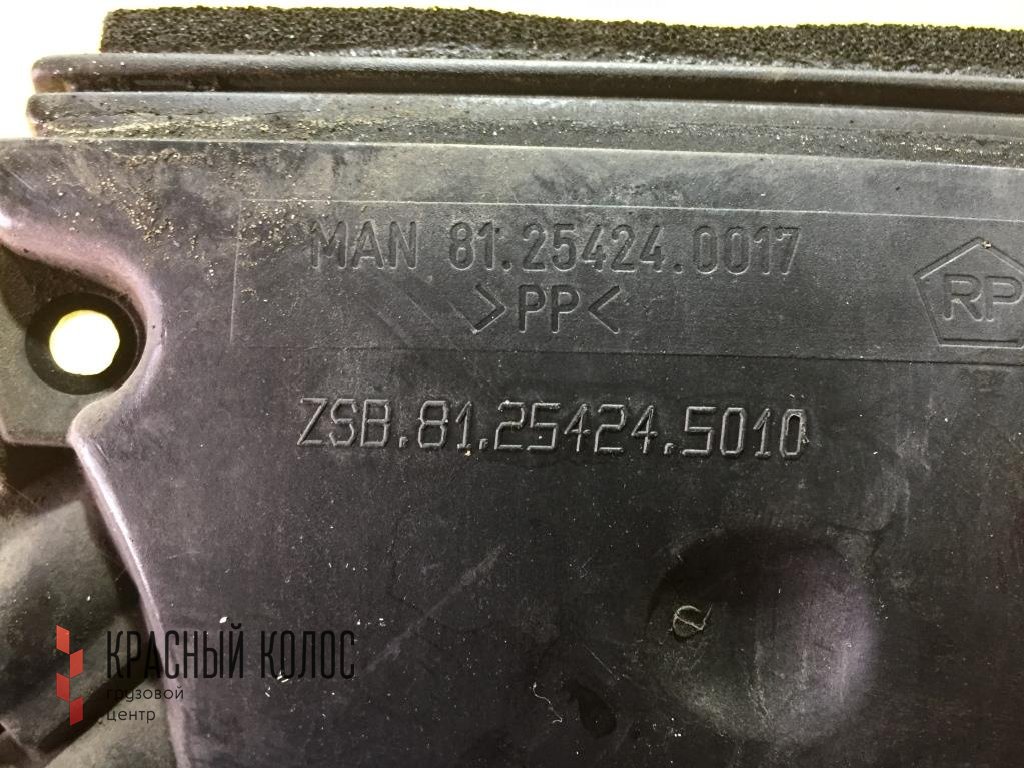 MAN 81.25424.0017
>PP<
RP
ZSB.81.25424.5010
КРАСНЫЙ КОЛОС
грузовой
центр